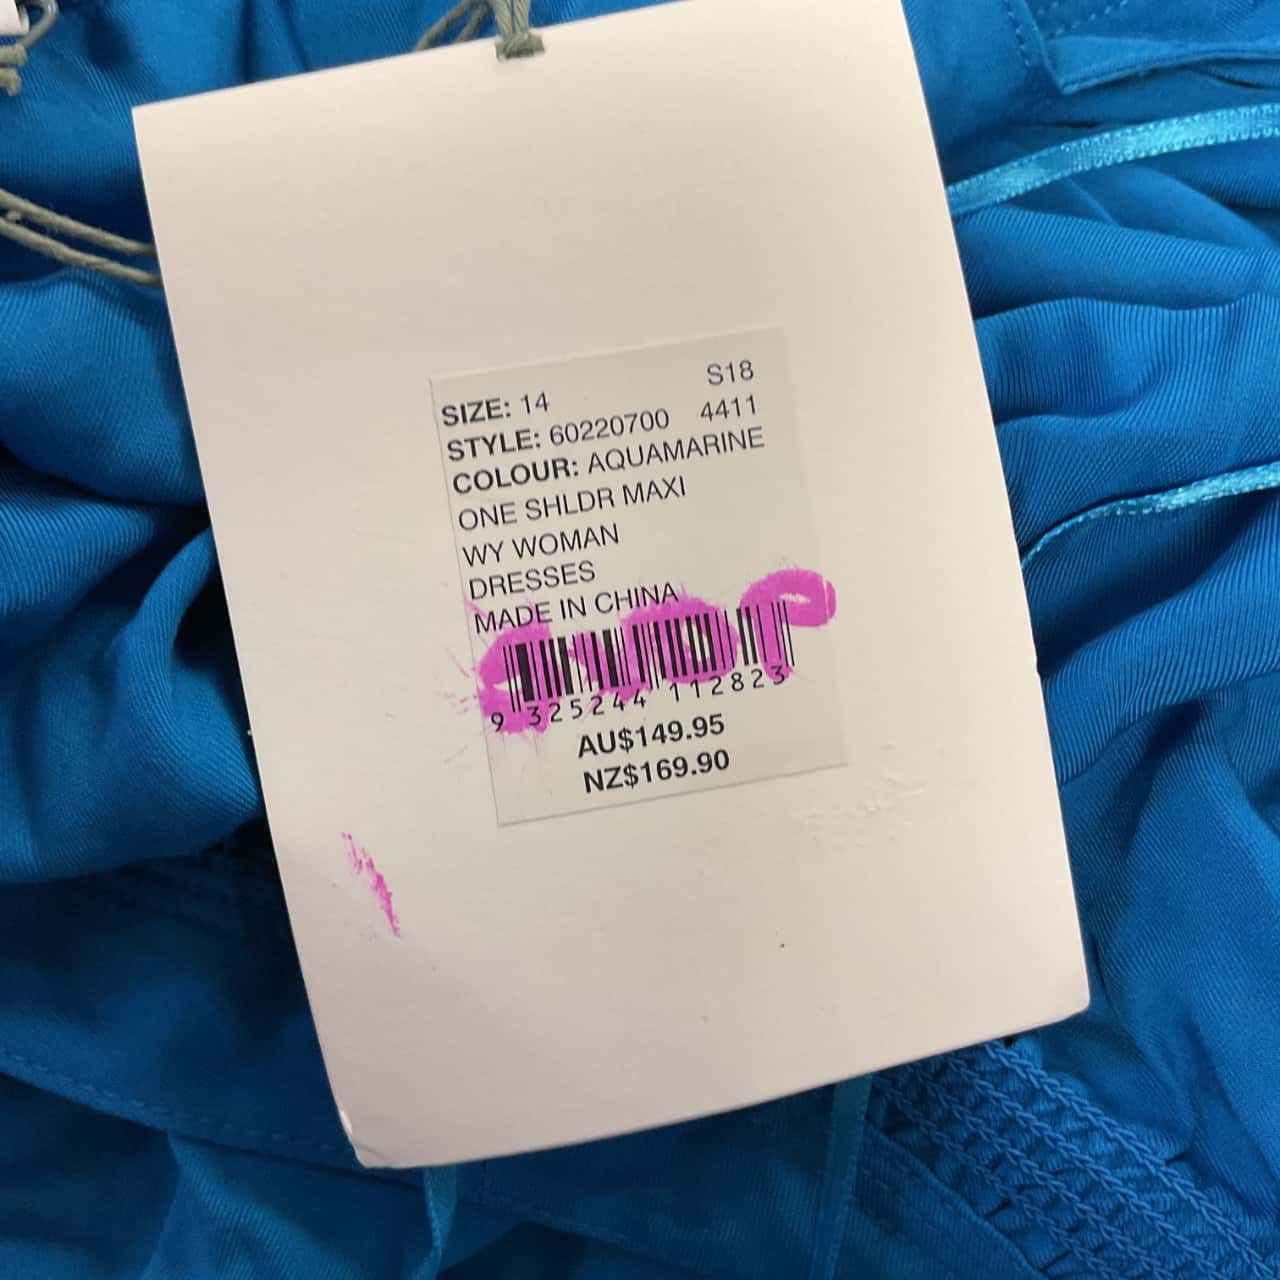 SIZE: 14 S18
STYLE: 60220700 4411
COLOUR: AQUAMARINE
ONE SHLDR MAXI
WY WOMAN
DRESSES
MADE IN CHINA
9 325244 112823
AU$149.95
NZ$169.90